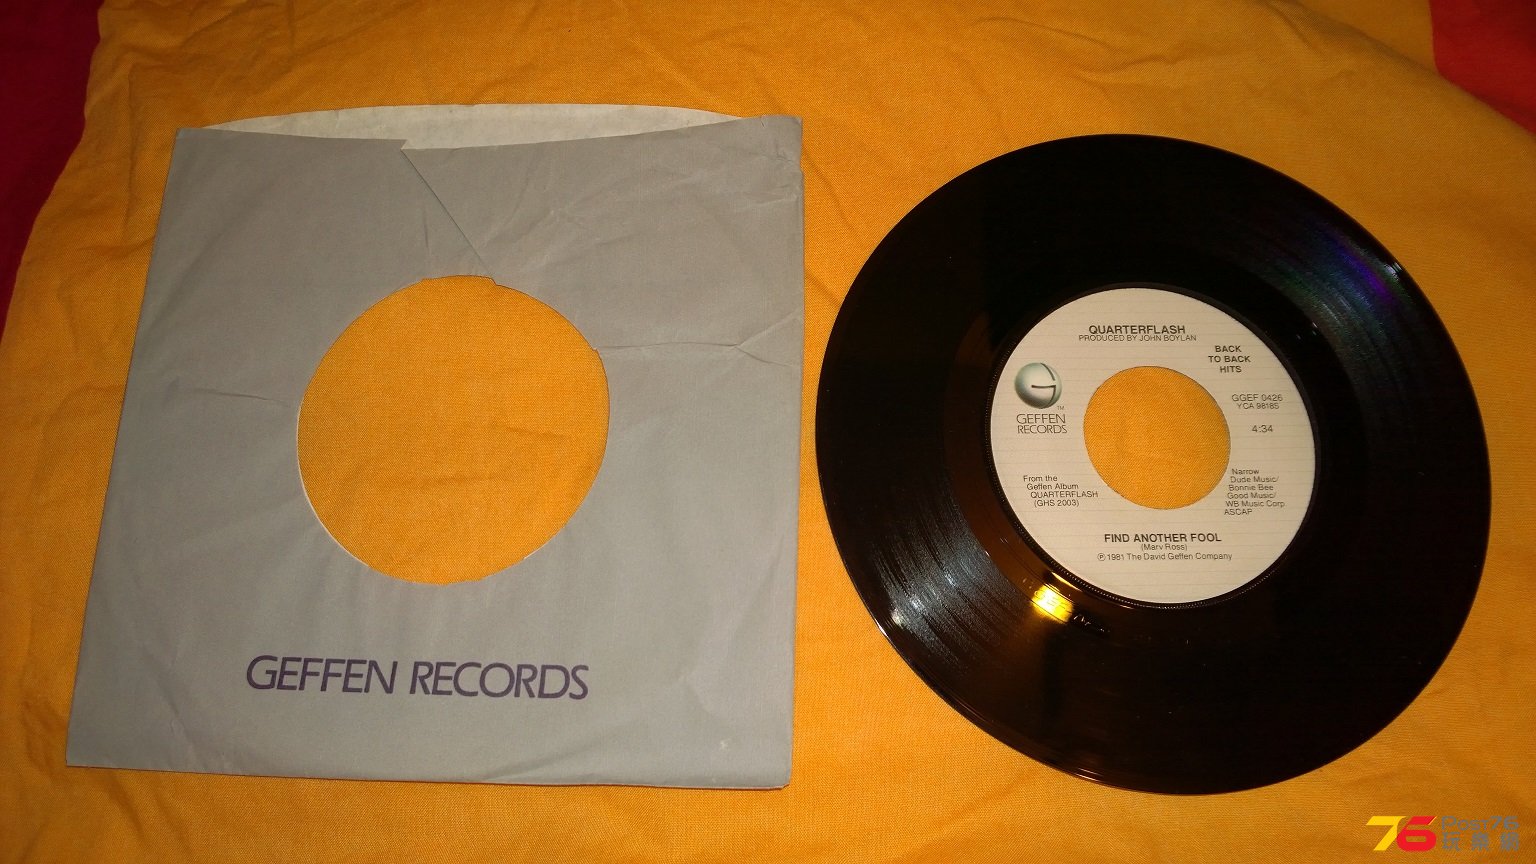 GEFFEN RECORDS
QUARTERFLASH
PRODUCED BY JOHN BOYLAN
BACK
TO BACK
HITS
GEFFEN
RECORDS
TM
GGEF 0426
YCA 9818S
4:34
From the
Geffen Album
QUARTERFLASH
(GHS 2003)
Narrow
Dude Music/
Bonnie Bee
Good Music/
WB Music Corp
ASCAP
FIND ANOTHER FOOL
(Marv Ross)
℗ 1981 The David Geffen Company
76 Post76
玩樂網